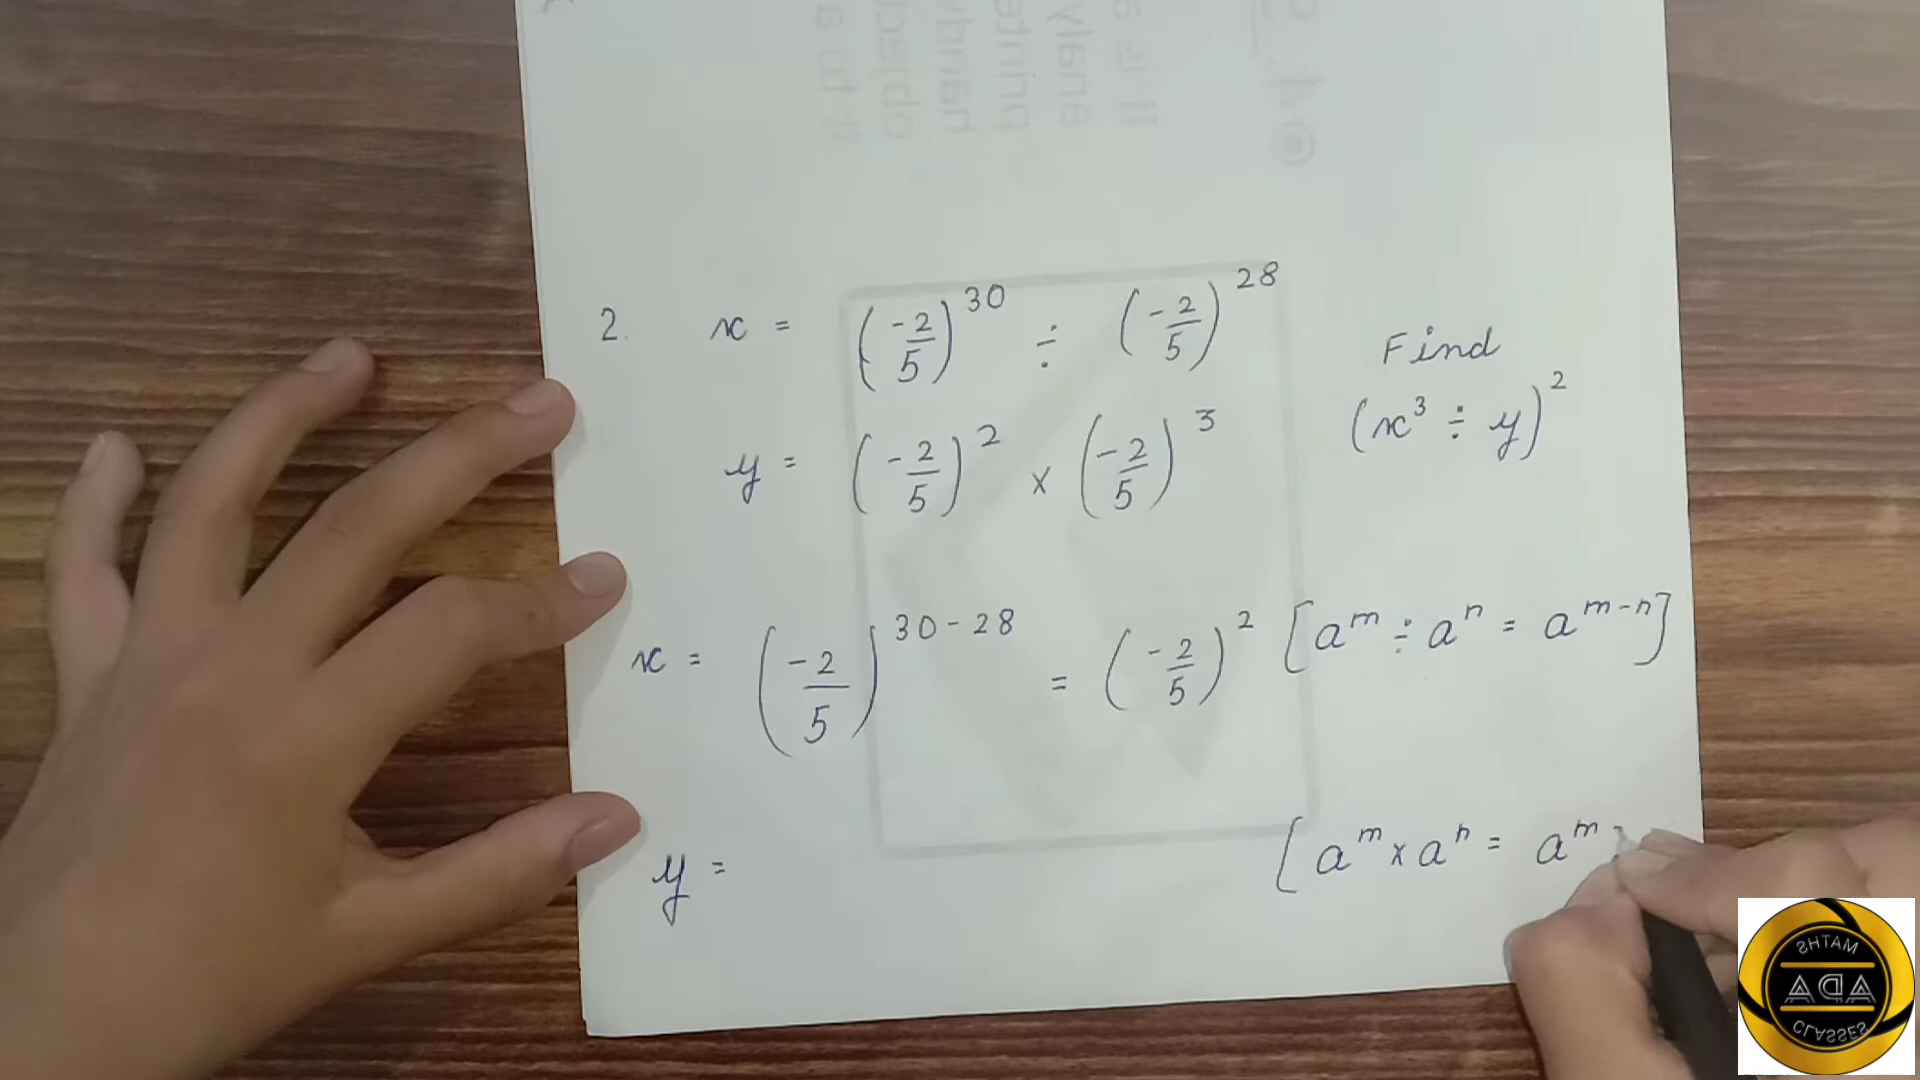 2. x = (-2/5)^30 ÷ (-2/5)^28
Find
y = (-2/5)^2 × (-2/5)^3
(x^3 ÷ y)^2
x = (-2/5)^30-28 = (-2/5)^2 [a^m ÷ a^n = a^m-n]
y = [a^m × a^n = a^m
MATHS
ADA
CLASSES